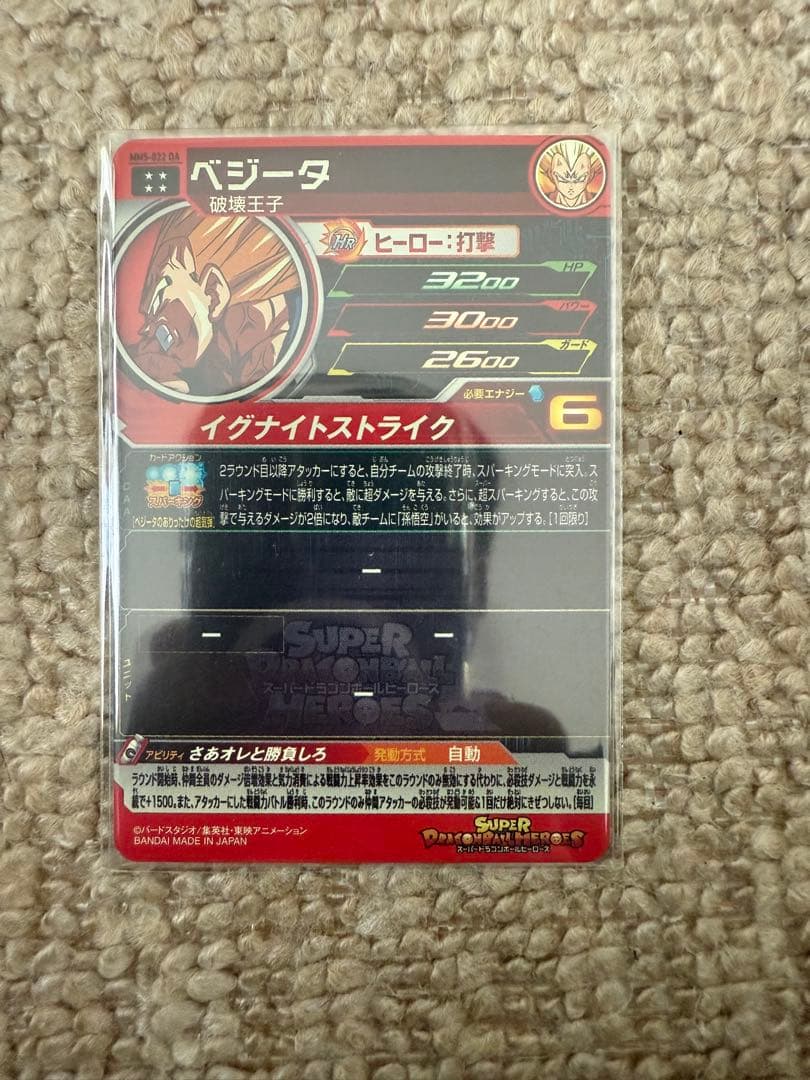 MM5-022 DA
ベジータ
破壊王子
HR ヒーロー:打撃
HP
3200
パワー
3000
ガード
2600
必要エナジー 6
イグナイトストライク
カードアクション
スパーキング
[ベジータのありったけの超気弾]
2ラウンド目以降アタッカーにすると、自分チームの攻撃終了時、スパーキングモードに突入。ス
パーキングモードに勝利すると、敵に超ダメージを与える。さらに、超スパーキングすると、この攻
撃で与えるダメージが2倍になり、敵チームに「孫悟空」がいると、効果がアップする。[1回限り]
CAA
ー
ー ー
ユニット
SUPER
DRAGONBALL
スーパードラゴンボールヒーローズ
HEROES
ー
アビリティ さあオレと勝負しろ 発動方式 自動
ラウンド開始時、仲間全員のダメージ倍増効果と気力消費による戦闘力上昇率効果をこのラウンドのみ無効にする代わりに、必殺技ダメージと戦闘力を永
続で+1500。また、アタッカーにした戦闘力バトル勝利時、このラウンドのみ仲間アタッカーの必殺技が発動可能&1回だけ絶対にきぜつしない。[毎回]
©バードスタジオ/集英社・東映アニメーション
BANDAI MADE IN JAPAN
SUPER
DRAGONBALL HEROES
スーパードラゴンボールヒーローズ